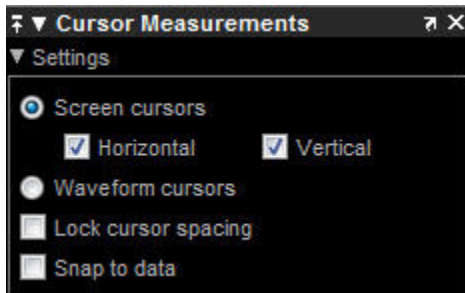 Cursor Measurements
Settings
Screen cursors
Horizontal Vertical
Waveform cursors
Lock cursor spacing
Snap to data